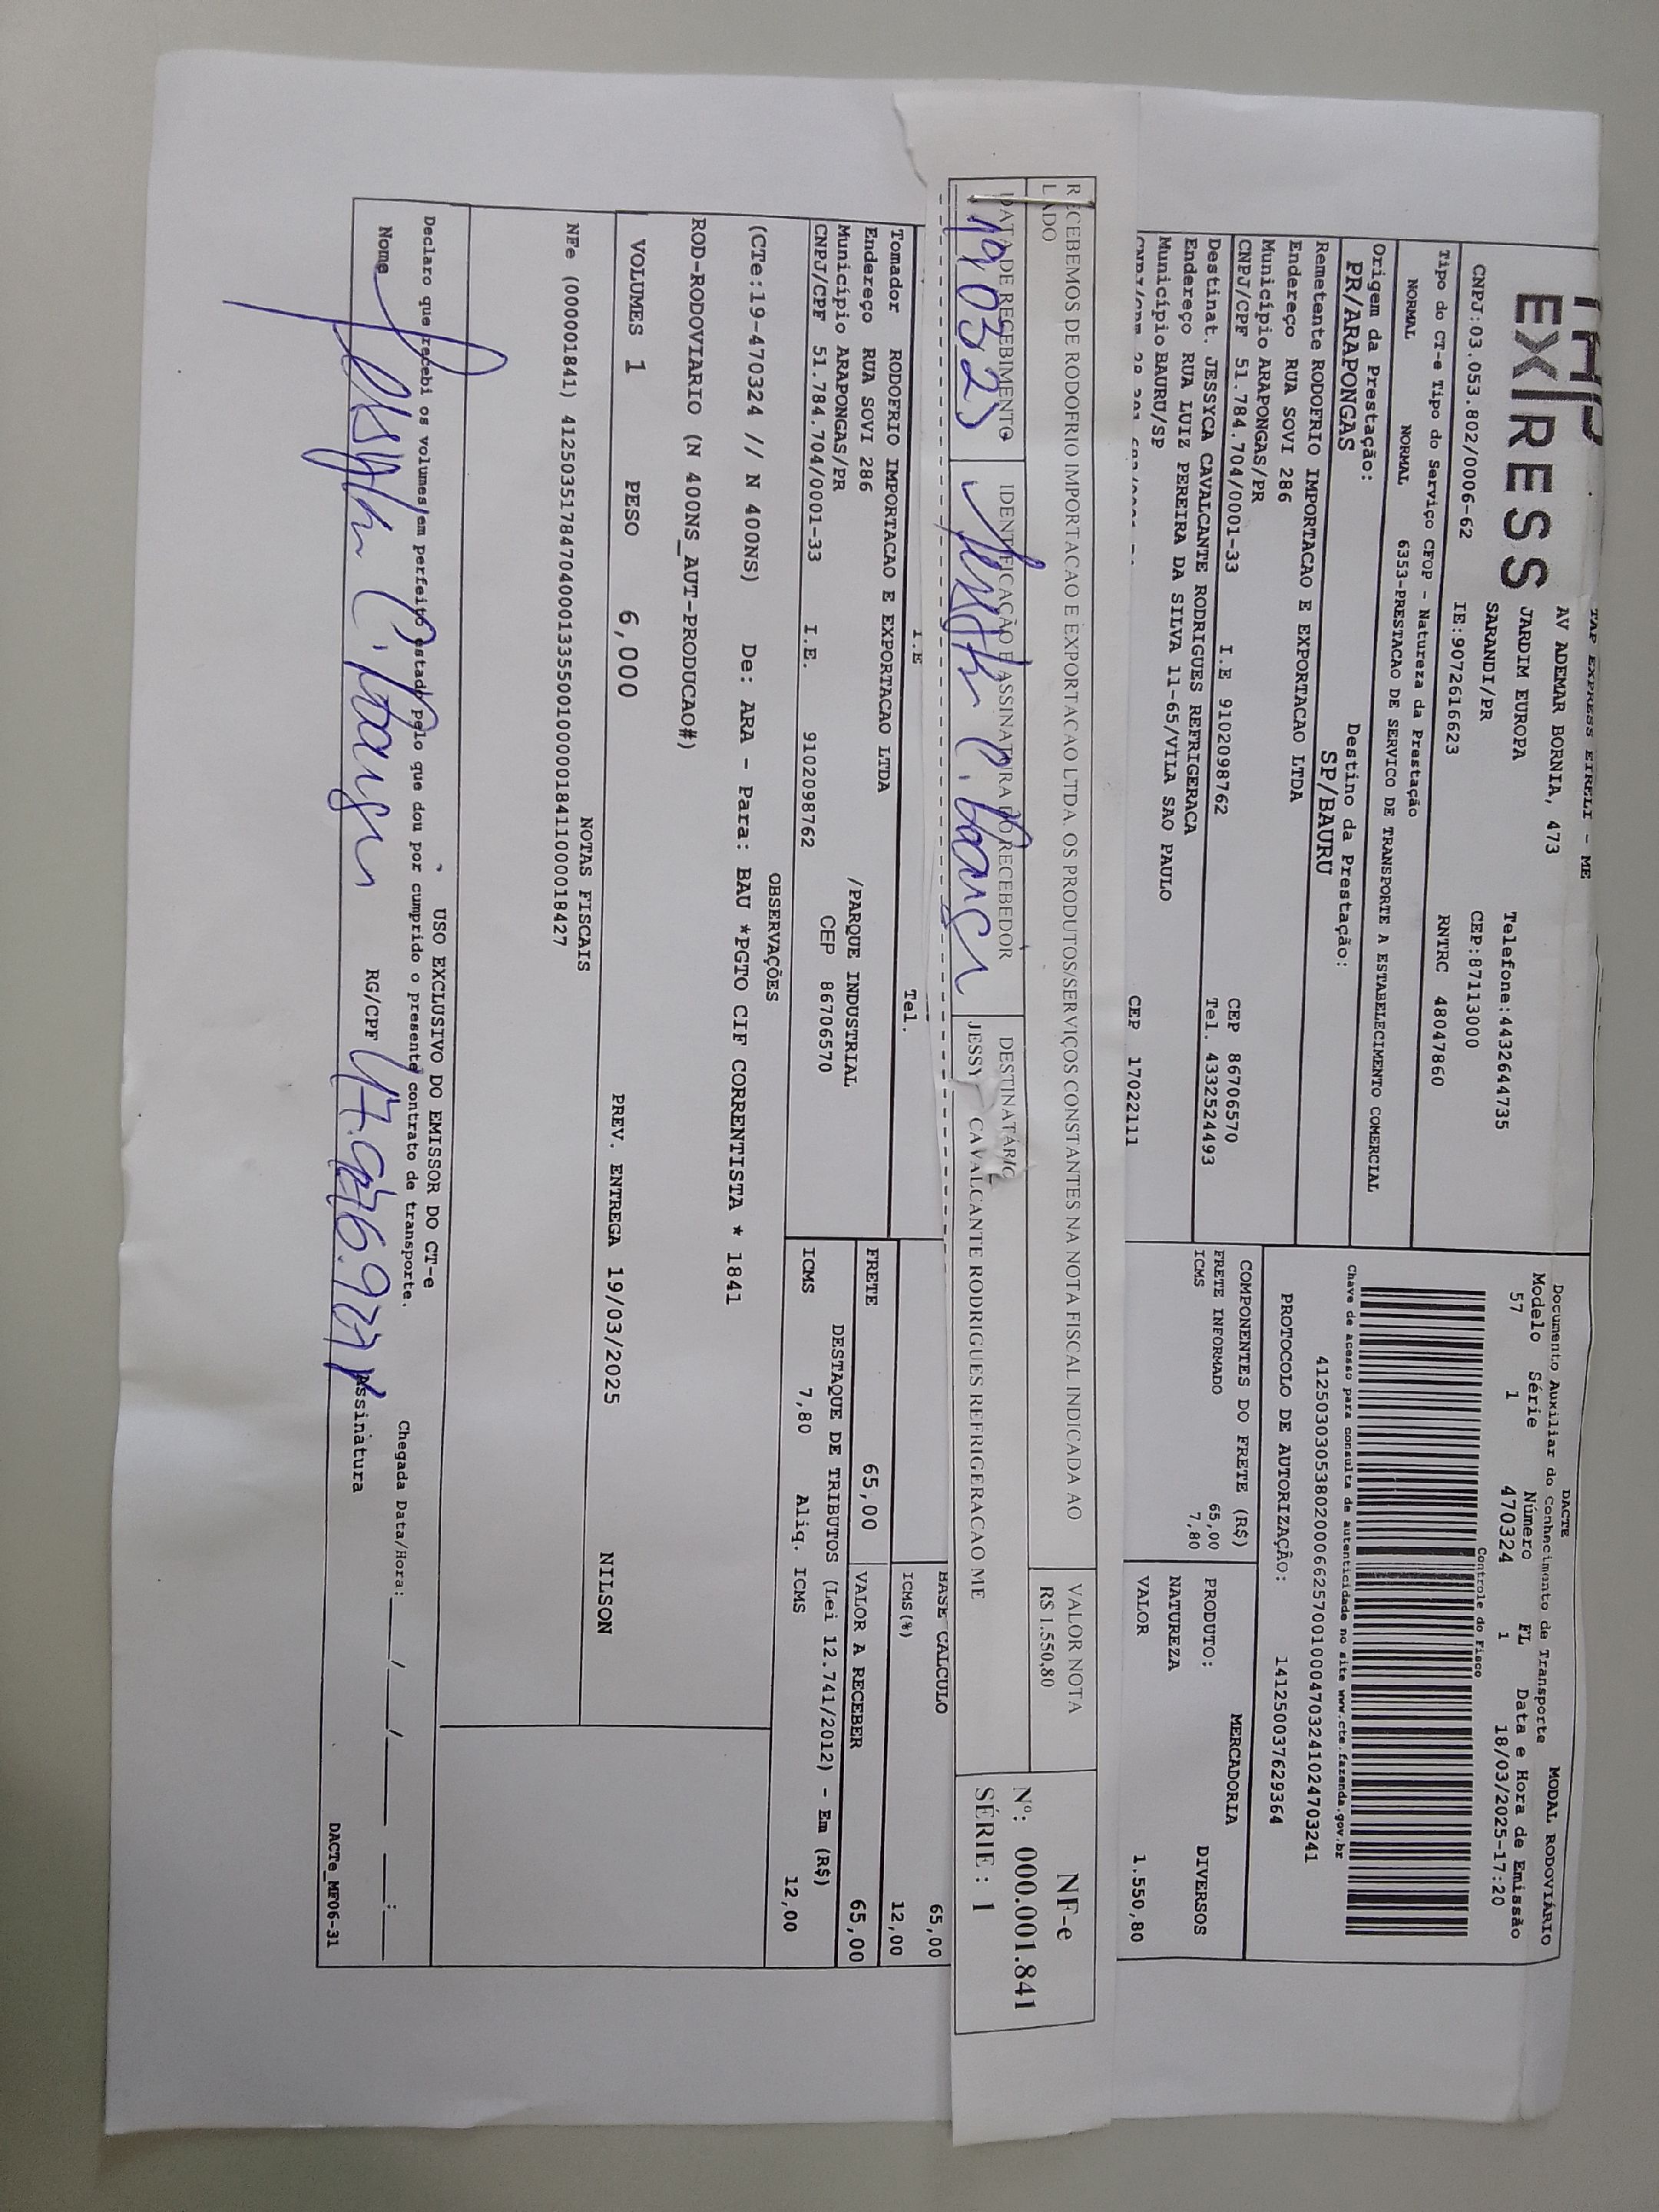 TAP EXPRESS EIRELI - ME
EXPRESS
AV ADEMAR BORNIA, 473
JARDIM EUROPA
SARANDI/PR
Telefone:4432644735
CEP:87113000
CNPJ:03.053.802/0006-62
IE:9072616623
RNTRC 48047860
Tipo do CT-e Tipo do Serviço CFOP - Natureza da Prestação
NORMAL NORMAL 6353-PRESTACAO DE SERVICO DE TRANSPORTE A ESTABELECIMENTO COMERCIAL
Origem da Prestação: Destino da Prestação:
PR/ARAPONGAS SP/BAURU
DACTE
Documento Auxiliar do Conhecimento de Transporte
MODAL RODOVIÁRIO
Modelo Série Número FL Data e Hora de Emissão
57 1 470324 1 18/03/2025-17:20
Controle do Fisco
Chave de acesso para consulta de autenticidade no site www.cte.fazenda.gov.br
41250303053802000662570010004703241024703241
PROTOCOLO DE AUTORIZAÇÃO: 141250037629364
Remetente RODOFRIO IMPORTACAO E EXPORTACAO LTDA
Endereço RUA SOVI 286
Município ARAPONGAS/PR CEP 86706570
CNPJ/CPF 51.784.704/0001-33 I.E 9102098762 Tel. 4332524493
Destinat. JESSYCA CAVALCANTE RODRIGUES REFRIGERACA
Endereço RUA LUIZ PEREIRA DA SILVA 11-65/VILA SAO PAULO
Município BAURU/SP CEP 17022111
COMPONENTES DO FRETE (R$)
FRETE INFORMADO 65,00
ICMS 7,80
MERCADORIA
PRODUTO: DIVERSOS
NATUREZA
VALOR 1.550,80
RECEBEMOS DE RODOFRIO IMPORTACAO E EXPORTACAO LTDA. OS PRODUTOS/SERVIÇOS CONSTANTES NA NOTA FISCAL INDICADA AO
LADO
VALOR NOTA
R$ 1.550,80
NF-e
Nº: 000.001.841
SÉRIE : 1
DATA DE RECEBIMENTO
IDENTIFICAÇÃO E ASSINATURA DO RECEBEDOR
DESTINATÁRIO
JESSY CAVALCANTE RODRIGUES REFRIGERACAO ME
I.E Tel.
BASE CALCULO 65,00
ICMS(%) 12,00
Tomador RODOFRIO IMPORTACAO E EXPORTACAO LTDA
Endereço RUA SOVI 286 /PARQUE INDUSTRIAL
Município ARAPONGAS/PR CEP 86706570
CNPJ/CPF 51.784.704/0001-33 I.E. 9102098762
FRETE 65,00 VALOR A RECEBER 65,00
DESTAQUE DE TRIBUTOS (Lei 12.741/2012) - Em (R$)
ICMS 7,80 Aliq. ICMS 12,00
OBSERVAÇÕES
(CTe:19-470324 // N 400NS) De: ARA - Para: BAU *PGTO CIF CORRENTISTA * 1841
ROD-RODOVIARIO (N 400NS_AUT-PRODUCAO#)
VOLUMES 1 PESO 6,000 PREV. ENTREGA 19/03/2025 NILSON
NOTAS FISCAIS
NFe (000001841) 41250351784704000133550010000018411000018427
USO EXCLUSIVO DO EMISSOR DO CT-e
Declaro que recebi os volumes em perfeito estado pelo que dou por cumprido o presente contrato de transporte.
Chegada Data/Hora:___/___/_____ ___:___
Nome RG/CPF Assinatura
DACTe_MF06-31